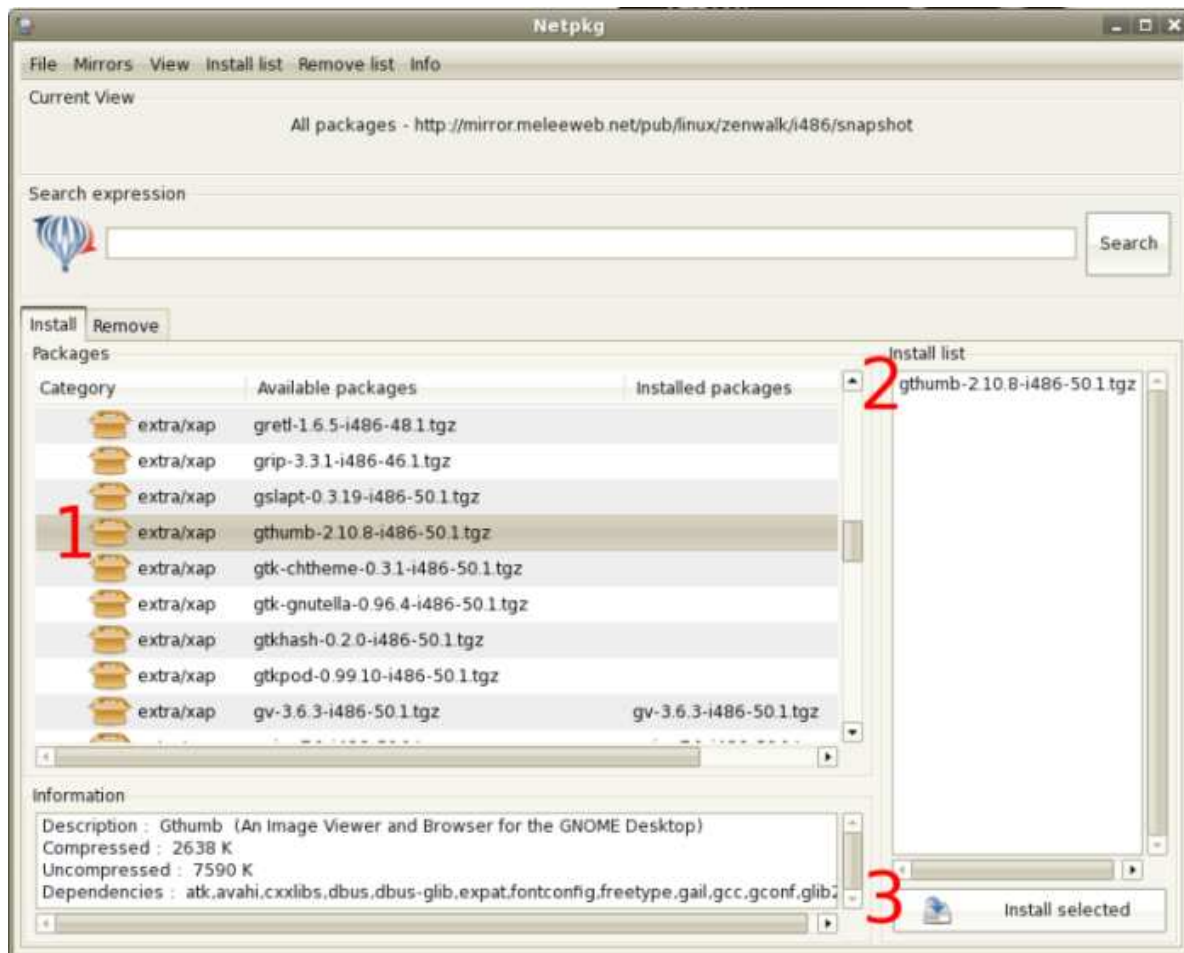 Netpkg
File Mirrors View Install list Remove list Info
Current View
All packages - http://mirror.meleeweb.net/pub/linux/zenwalk/i486/snapshot
Search expression
Search
Install Remove
Packages
Category Available packages Installed packages
extra/xap gretl-1.6.5-i486-48.1.tgz
extra/xap grip-3.3.1-i486-46.1.tgz
extra/xap gslapt-0.3.19-i486-50.1.tgz
1 extra/xap gthumb-2.10.8-i486-50.1.tgz
extra/xap gtk-chtheme-0.3.1-i486-50.1.tgz
extra/xap gtk-gnutella-0.96.4-i486-50.1.tgz
extra/xap gtkhash-0.2.0-i486-50.1.tgz
extra/xap gtkpod-0.99.10-i486-50.1.tgz
extra/xap gv-3.6.3-i486-50.1.tgz gv-3.6.3-i486-50.1.tgz
Install list
2 gthumb-2.10.8-i486-50.1.tgz
Information
Description : Gthumb (An Image Viewer and Browser for the GNOME Desktop)
Compressed : 2638 K
Uncompressed : 7590 K
Dependencies : atk,avahi,cxxlibs,dbus,dbus-glib,expat,fontconfig,freetype,gail,gcc,gconf,glib2
3 Install selected